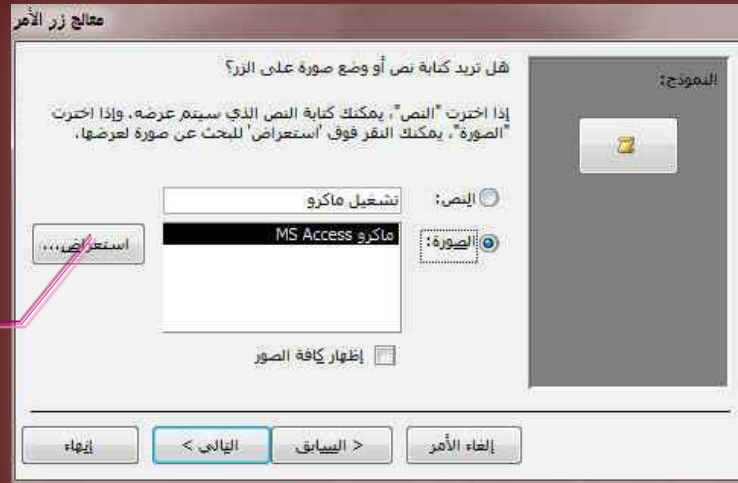 معالج زر الأمر
النموذج:
هل تريد كتابة نص أو وضع صورة على الزر؟
إذا اخترت "النص"، يمكنك كتابة النص الذي سيتم عرضه، وإذا اخترت
"الصورة"، يمكنك النقر فوق 'استعراض' للبحث عن صورة لعرضها،
النص:
تشغيل ماكرو
الصورة:
ماكرو MS Access
استعراض...
إظهار كافة الصور
إلغاء الأمر
< السابق
التالي >
إنهاء